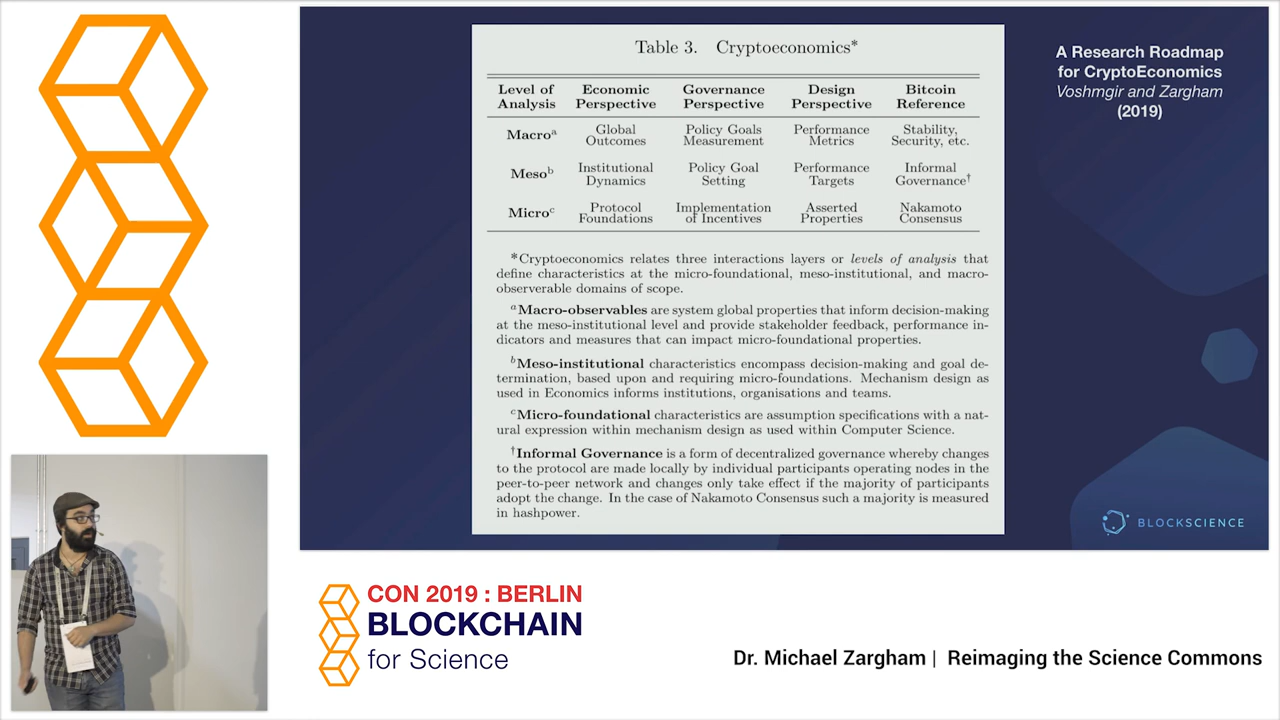 Table 3. Cryptoeconomics*
Level of Analysis Economic Perspective Governance Perspective Design Perspective Bitcoin Reference
Macroᵃ Global Outcomes Policy Goals Measurement Performance Metrics Stability, Security, etc.
Mesoᵇ Institutional Dynamics Policy Goal Setting Performance Targets Informal Governance†
Microᶜ Protocol Foundations Implementation of Incentives Asserted Properties Nakamoto Consensus
*Cryptoeconomics relates three interactions layers or levels of analysis that
define characteristics at the micro-foundational, meso-institutional, and macro-
observerable domains of scope.
ᵃMacro-observables are system global properties that inform decision-making
at the meso-institutional level and provide stakeholder feedback, performance in-
dicators and measures that can impact micro-foundational properties.
ᵇMeso-institutional characteristics encompass decision-making and goal de-
termination, based upon and requiring micro-foundations. Mechanism design as
used in Economics informs institutions, organisations and teams.
ᶜMicro-foundational characteristics are assumption specifications with a nat-
ural expression within mechanism design as used within Computer Science.
†Informal Governance is a form of decentralized governance whereby changes
to the protocol are made locally by individual participants operating nodes in the
peer-to-peer network and changes only take effect if the majority of participants
adopt the change. In the case of Nakamoto Consensus such a majority is measured
in hashpower.
A Research Roadmap
for CryptoEconomics
Voshmgir and Zargham
(2019)
BLOCKSCIENCE
CON 2019 : BERLIN
BLOCKCHAIN
for Science
Dr. Michael Zargham | Reimaging the Science Commons